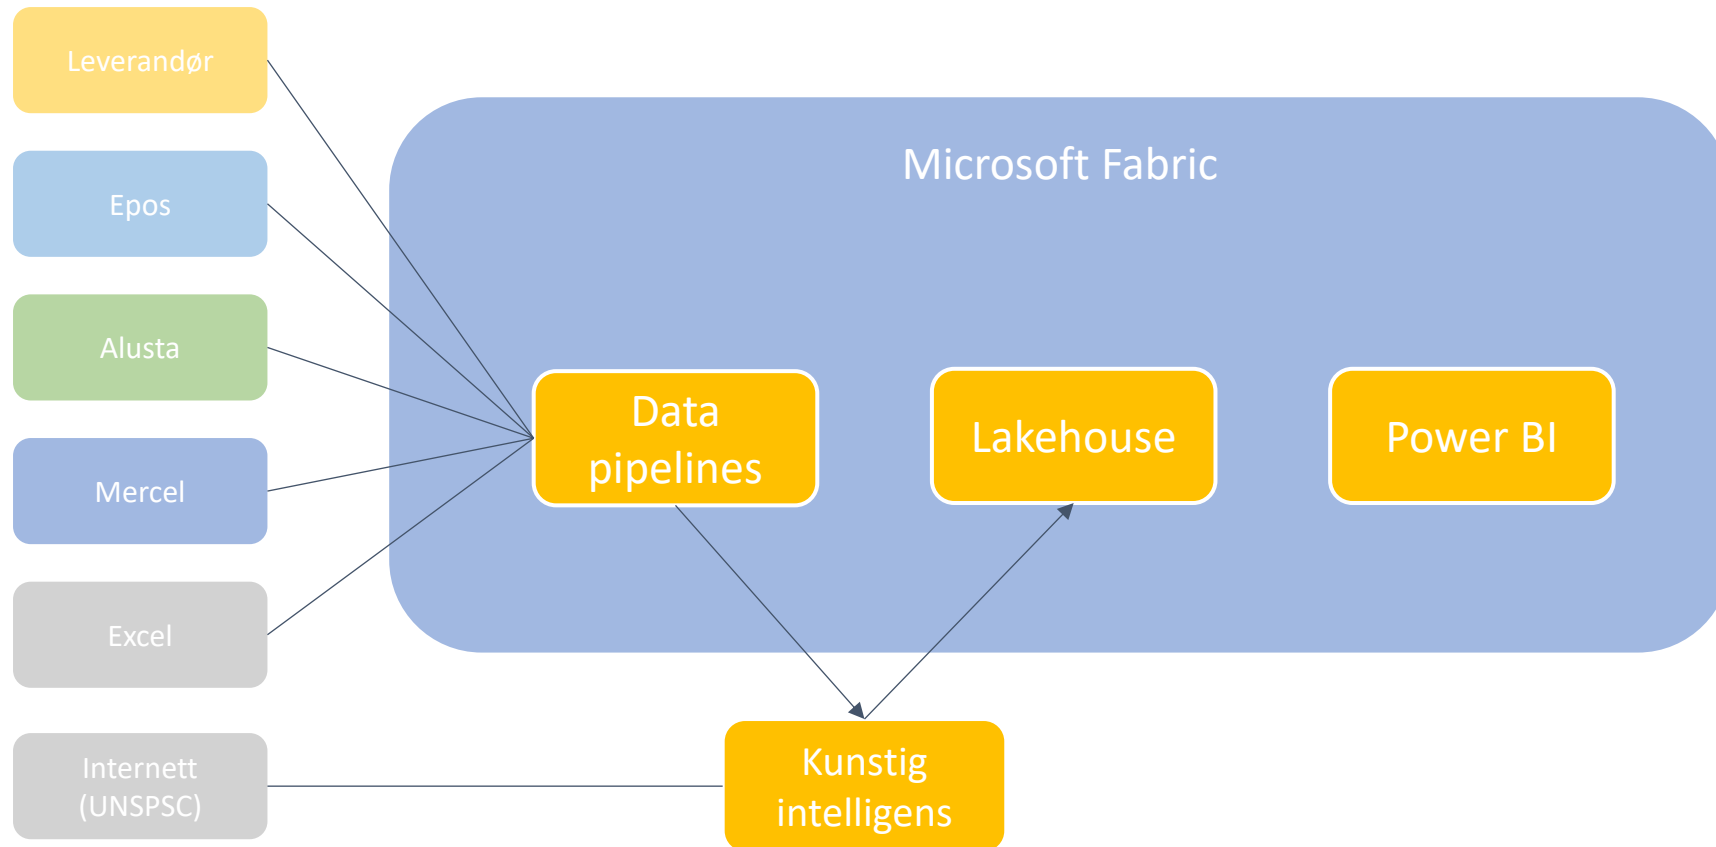 Leverandør
Epos
Alusta
Mercel
Excel
Internett
(UNSPSC)
Microsoft Fabric
Data
pipelines
Lakehouse
Power BI
Kunstig
intelligens